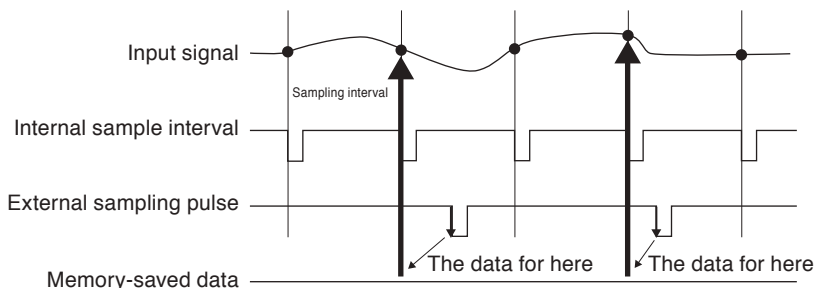 Input signal
Sampling interval
Internal sample interval
External sampling pulse
The data for here
The data for here
Memory-saved data